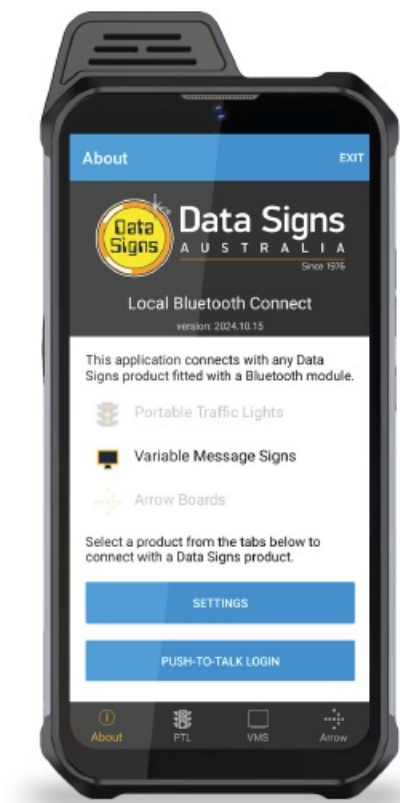 About
EXIT
Data
Signs
Data Signs
AUSTRALIA
Since 1976
Local Bluetooth Connect
version: 2024.10.15
This application connects with any Data
Signs product fitted with a Bluetooth module.
Portable Traffic Lights
Variable Message Signs
Arrow Boards
Select a product from the tabs below to
connect with a Data Signs product.
SETTINGS
PUSH-TO-TALK LOGIN
About
PTL
VMS
Arrow